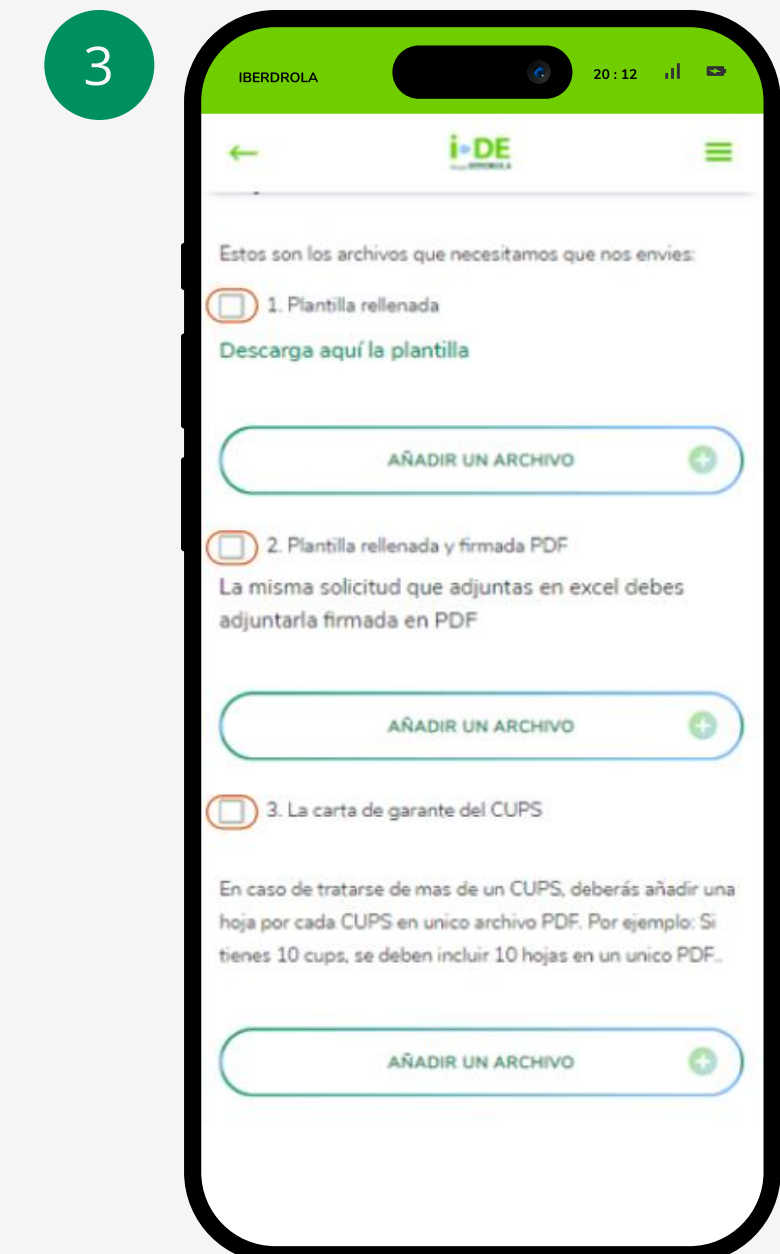 3
IBERDROLA
20 : 12
i-DE
Estos son los archivos que necesitamos que nos envies:
1. Plantilla rellenada
Descarga aquí la plantilla
AÑADIR UN ARCHIVO
2. Plantilla rellenada y firmada PDF
La misma solicitud que adjuntas en excel debes
adjuntarla firmada en PDF
AÑADIR UN ARCHIVO
3. La carta de garante del CUPS
En caso de tratarse de mas de un CUPS, deberás añadir una
hoja por cada CUPS en unico archivo PDF. Por ejemplo: Si
tienes 10 cups, se deben incluir 10 hojas en un unico PDF..
AÑADIR UN ARCHIVO